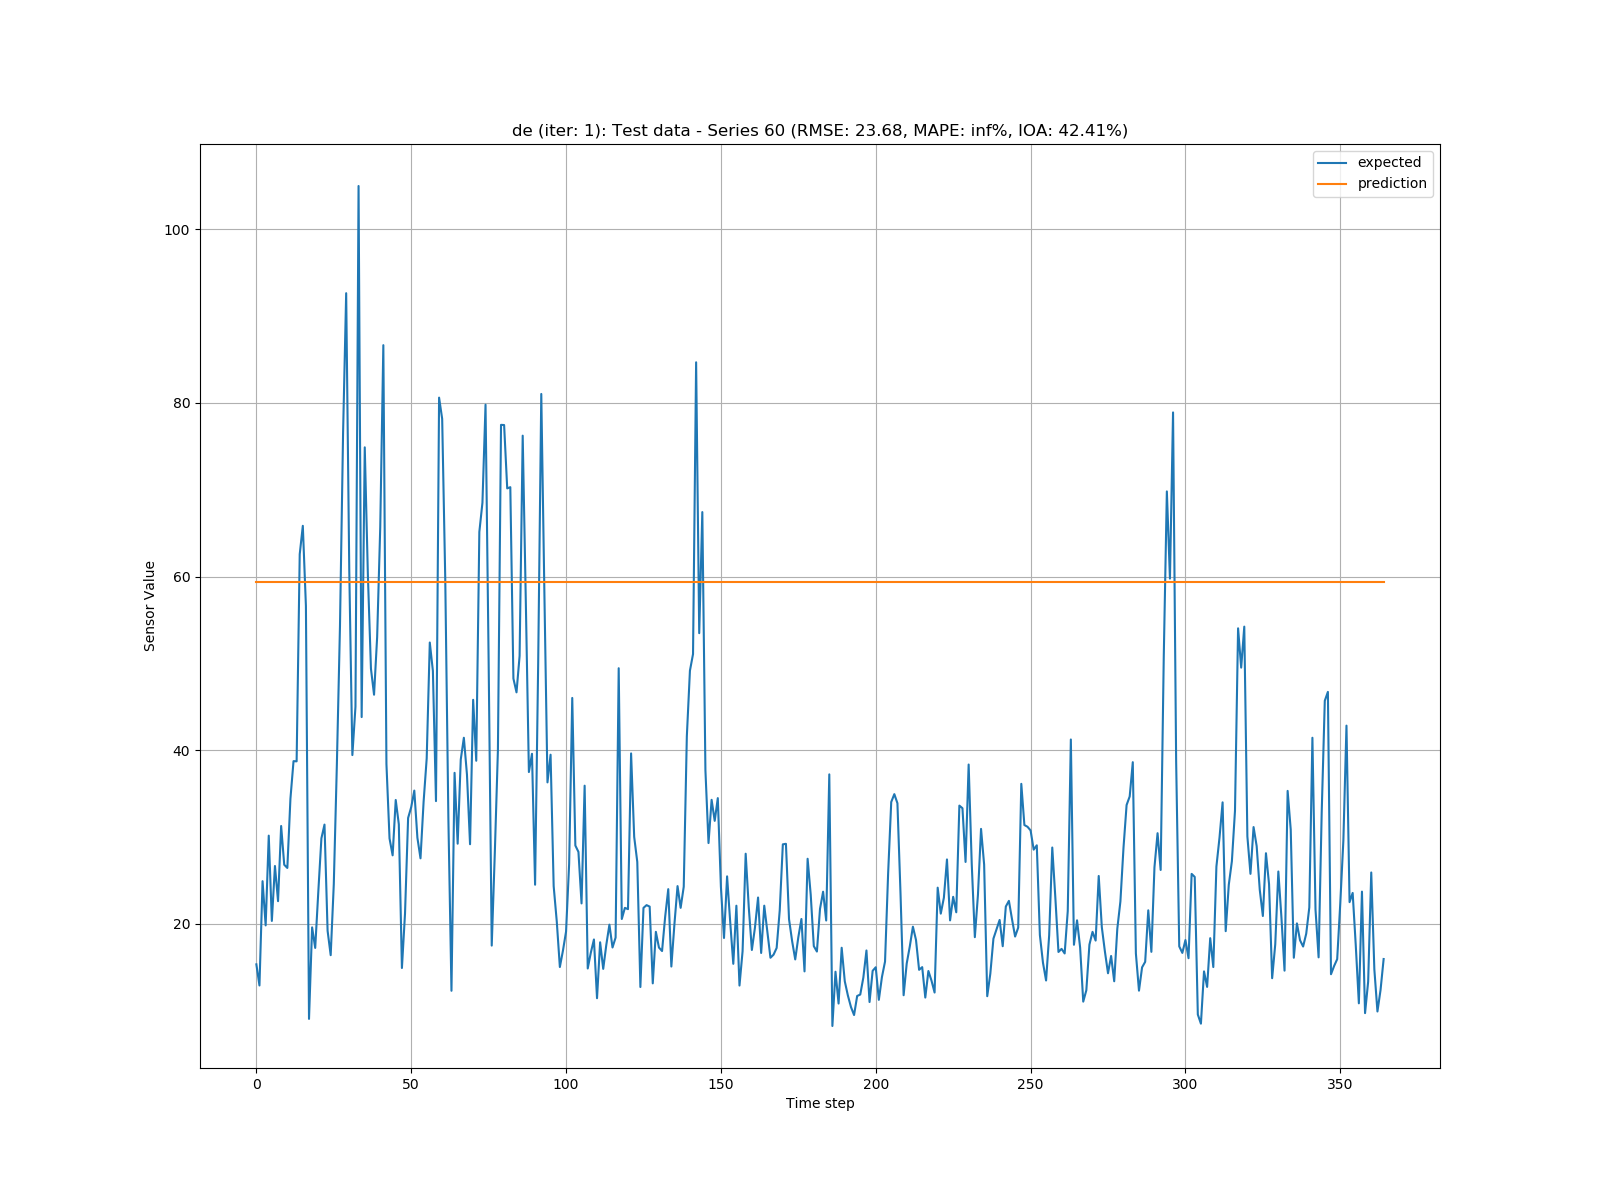 de (iter: 1): Test data - Series 60 (RMSE: 23.68, MAPE: inf%, IOA: 42.41%)
expected
prediction
100
80
60
40
20
Sensor Value
0 50 100 150 200 250 300 350
Time step